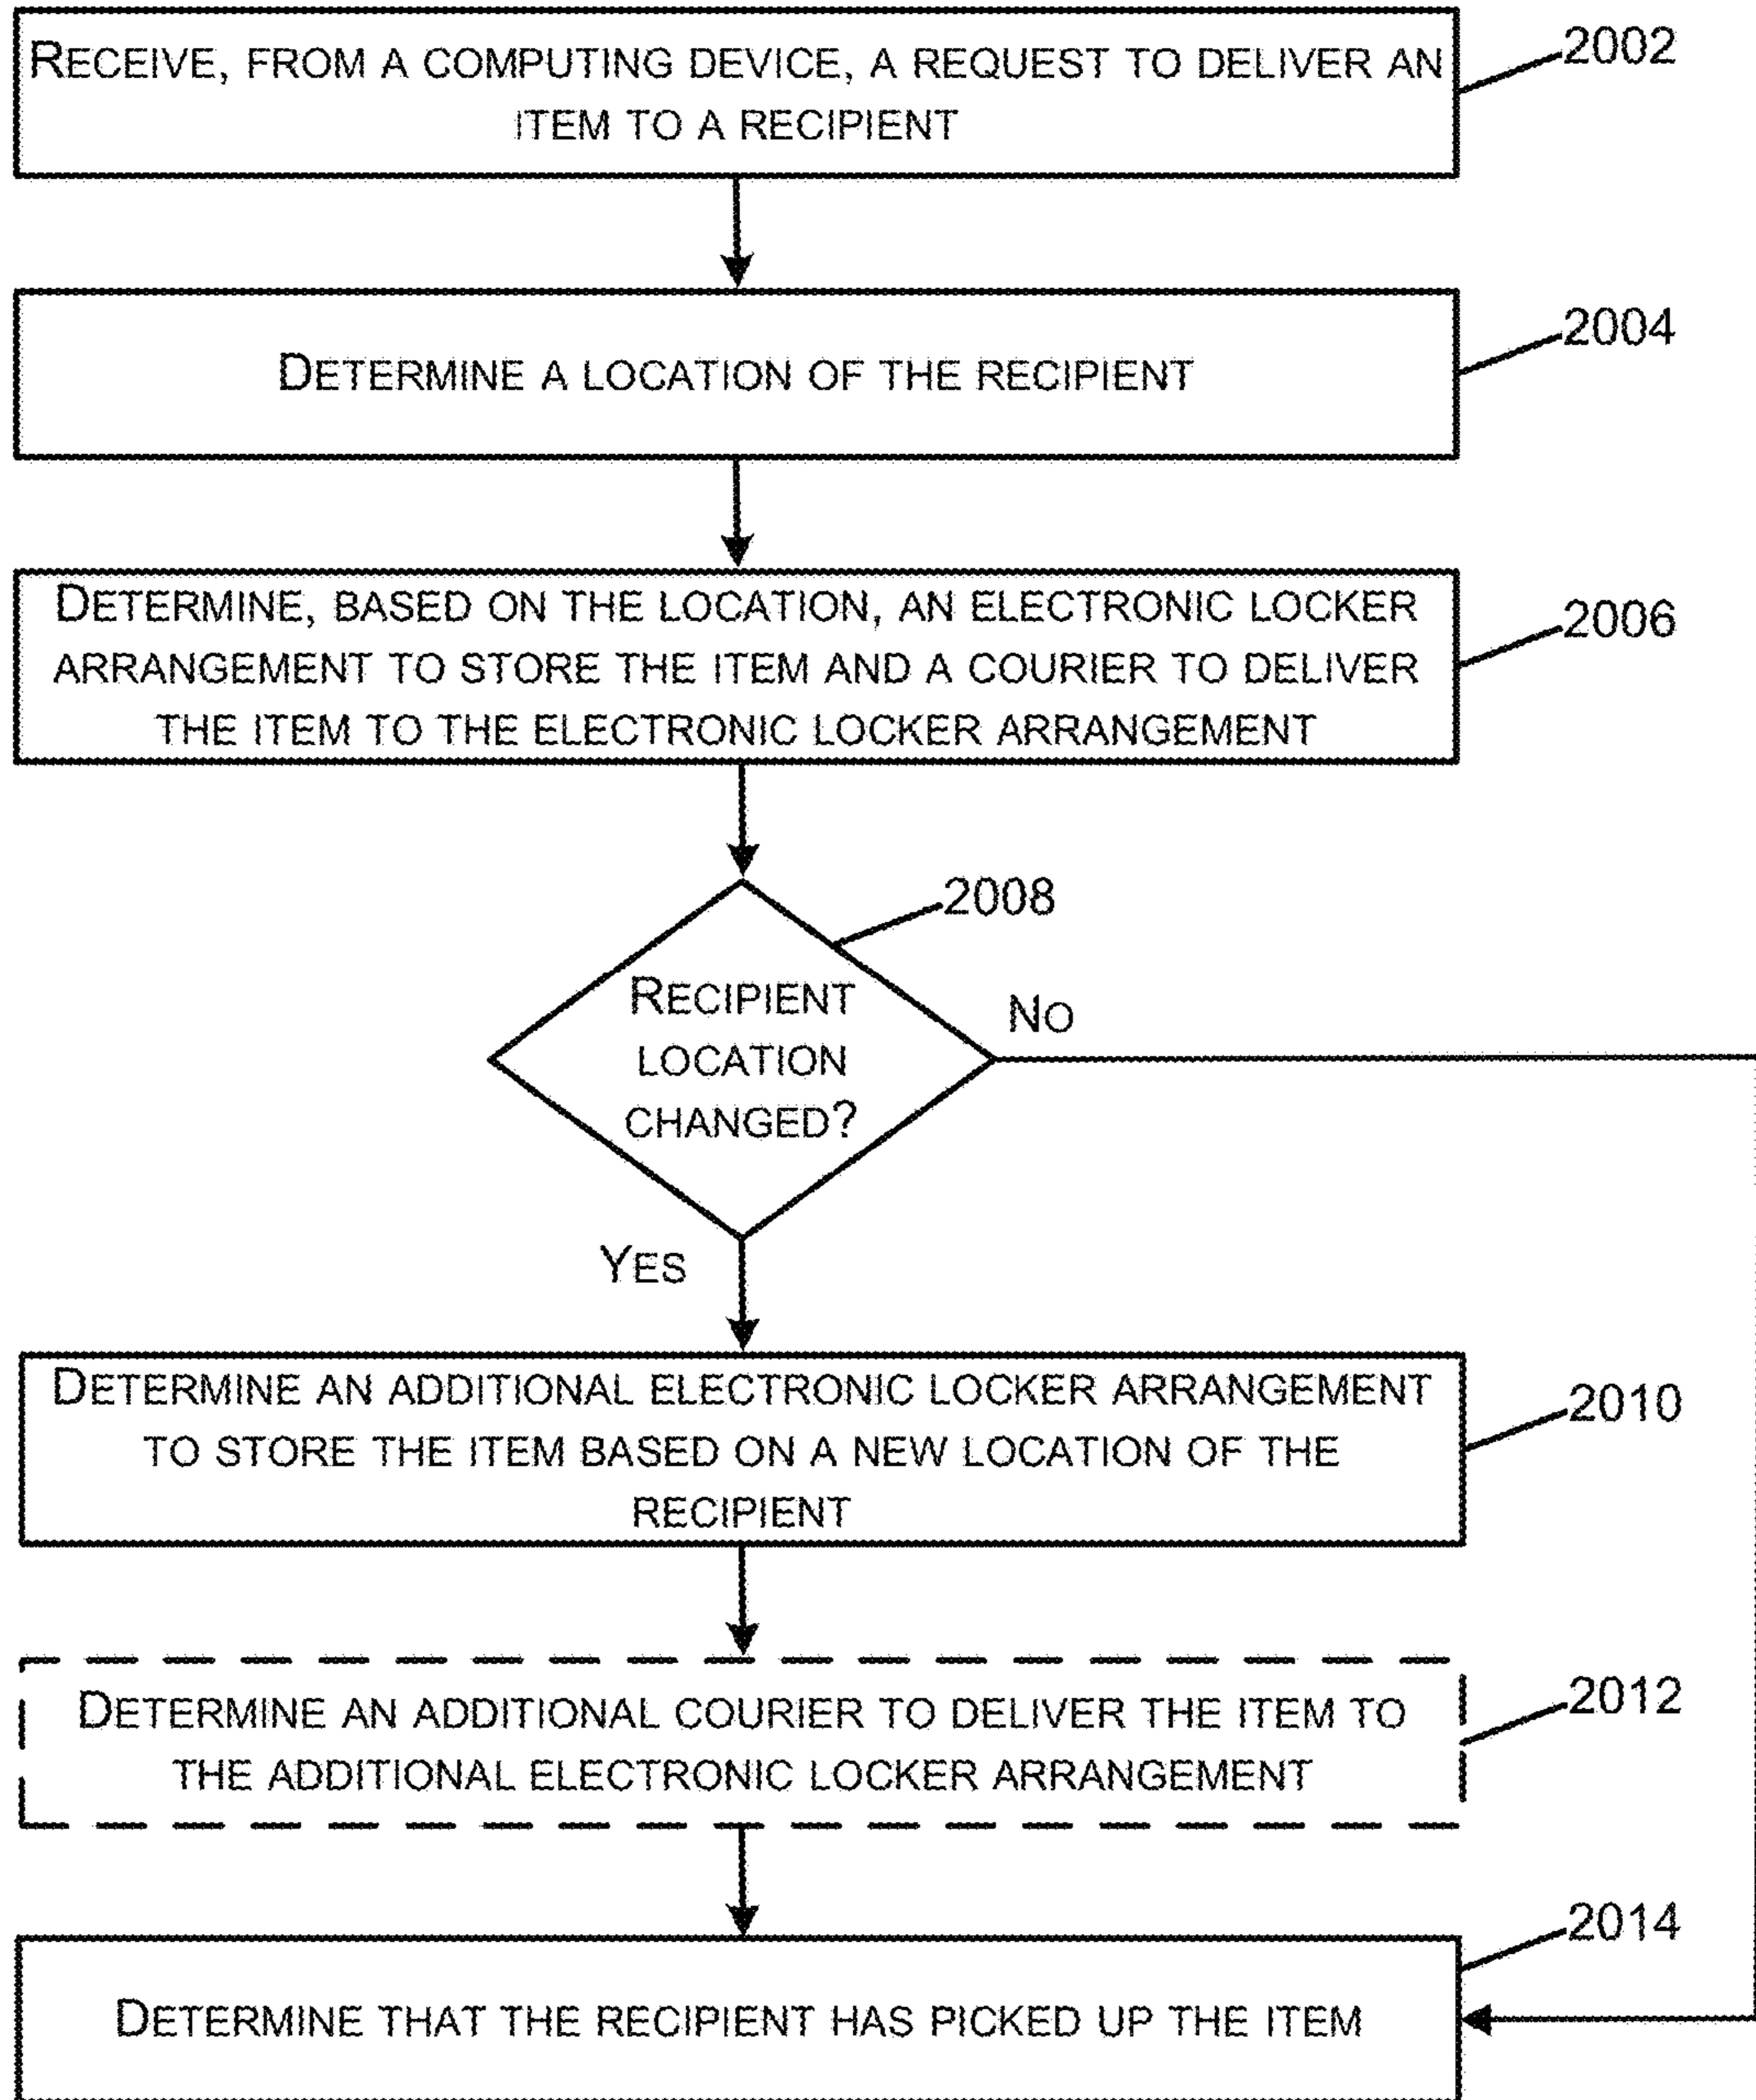 RECEIVE, FROM A COMPUTING DEVICE, A REQUEST TO DELIVER AN
ITEM TO A RECIPIENT
2002
DETERMINE A LOCATION OF THE RECIPIENT
2004
DETERMINE, BASED ON THE LOCATION, AN ELECTRONIC LOCKER
ARRANGEMENT TO STORE THE ITEM AND A COURIER TO DELIVER
THE ITEM TO THE ELECTRONIC LOCKER ARRANGEMENT
2006
2008
RECIPIENT
LOCATION
CHANGED?
NO
YES
DETERMINE AN ADDITIONAL ELECTRONIC LOCKER ARRANGEMENT
TO STORE THE ITEM BASED ON A NEW LOCATION OF THE
RECIPIENT
2010
DETERMINE AN ADDITIONAL COURIER TO DELIVER THE ITEM TO
THE ADDITIONAL ELECTRONIC LOCKER ARRANGEMENT
2012
DETERMINE THAT THE RECIPIENT HAS PICKED UP THE ITEM
2014